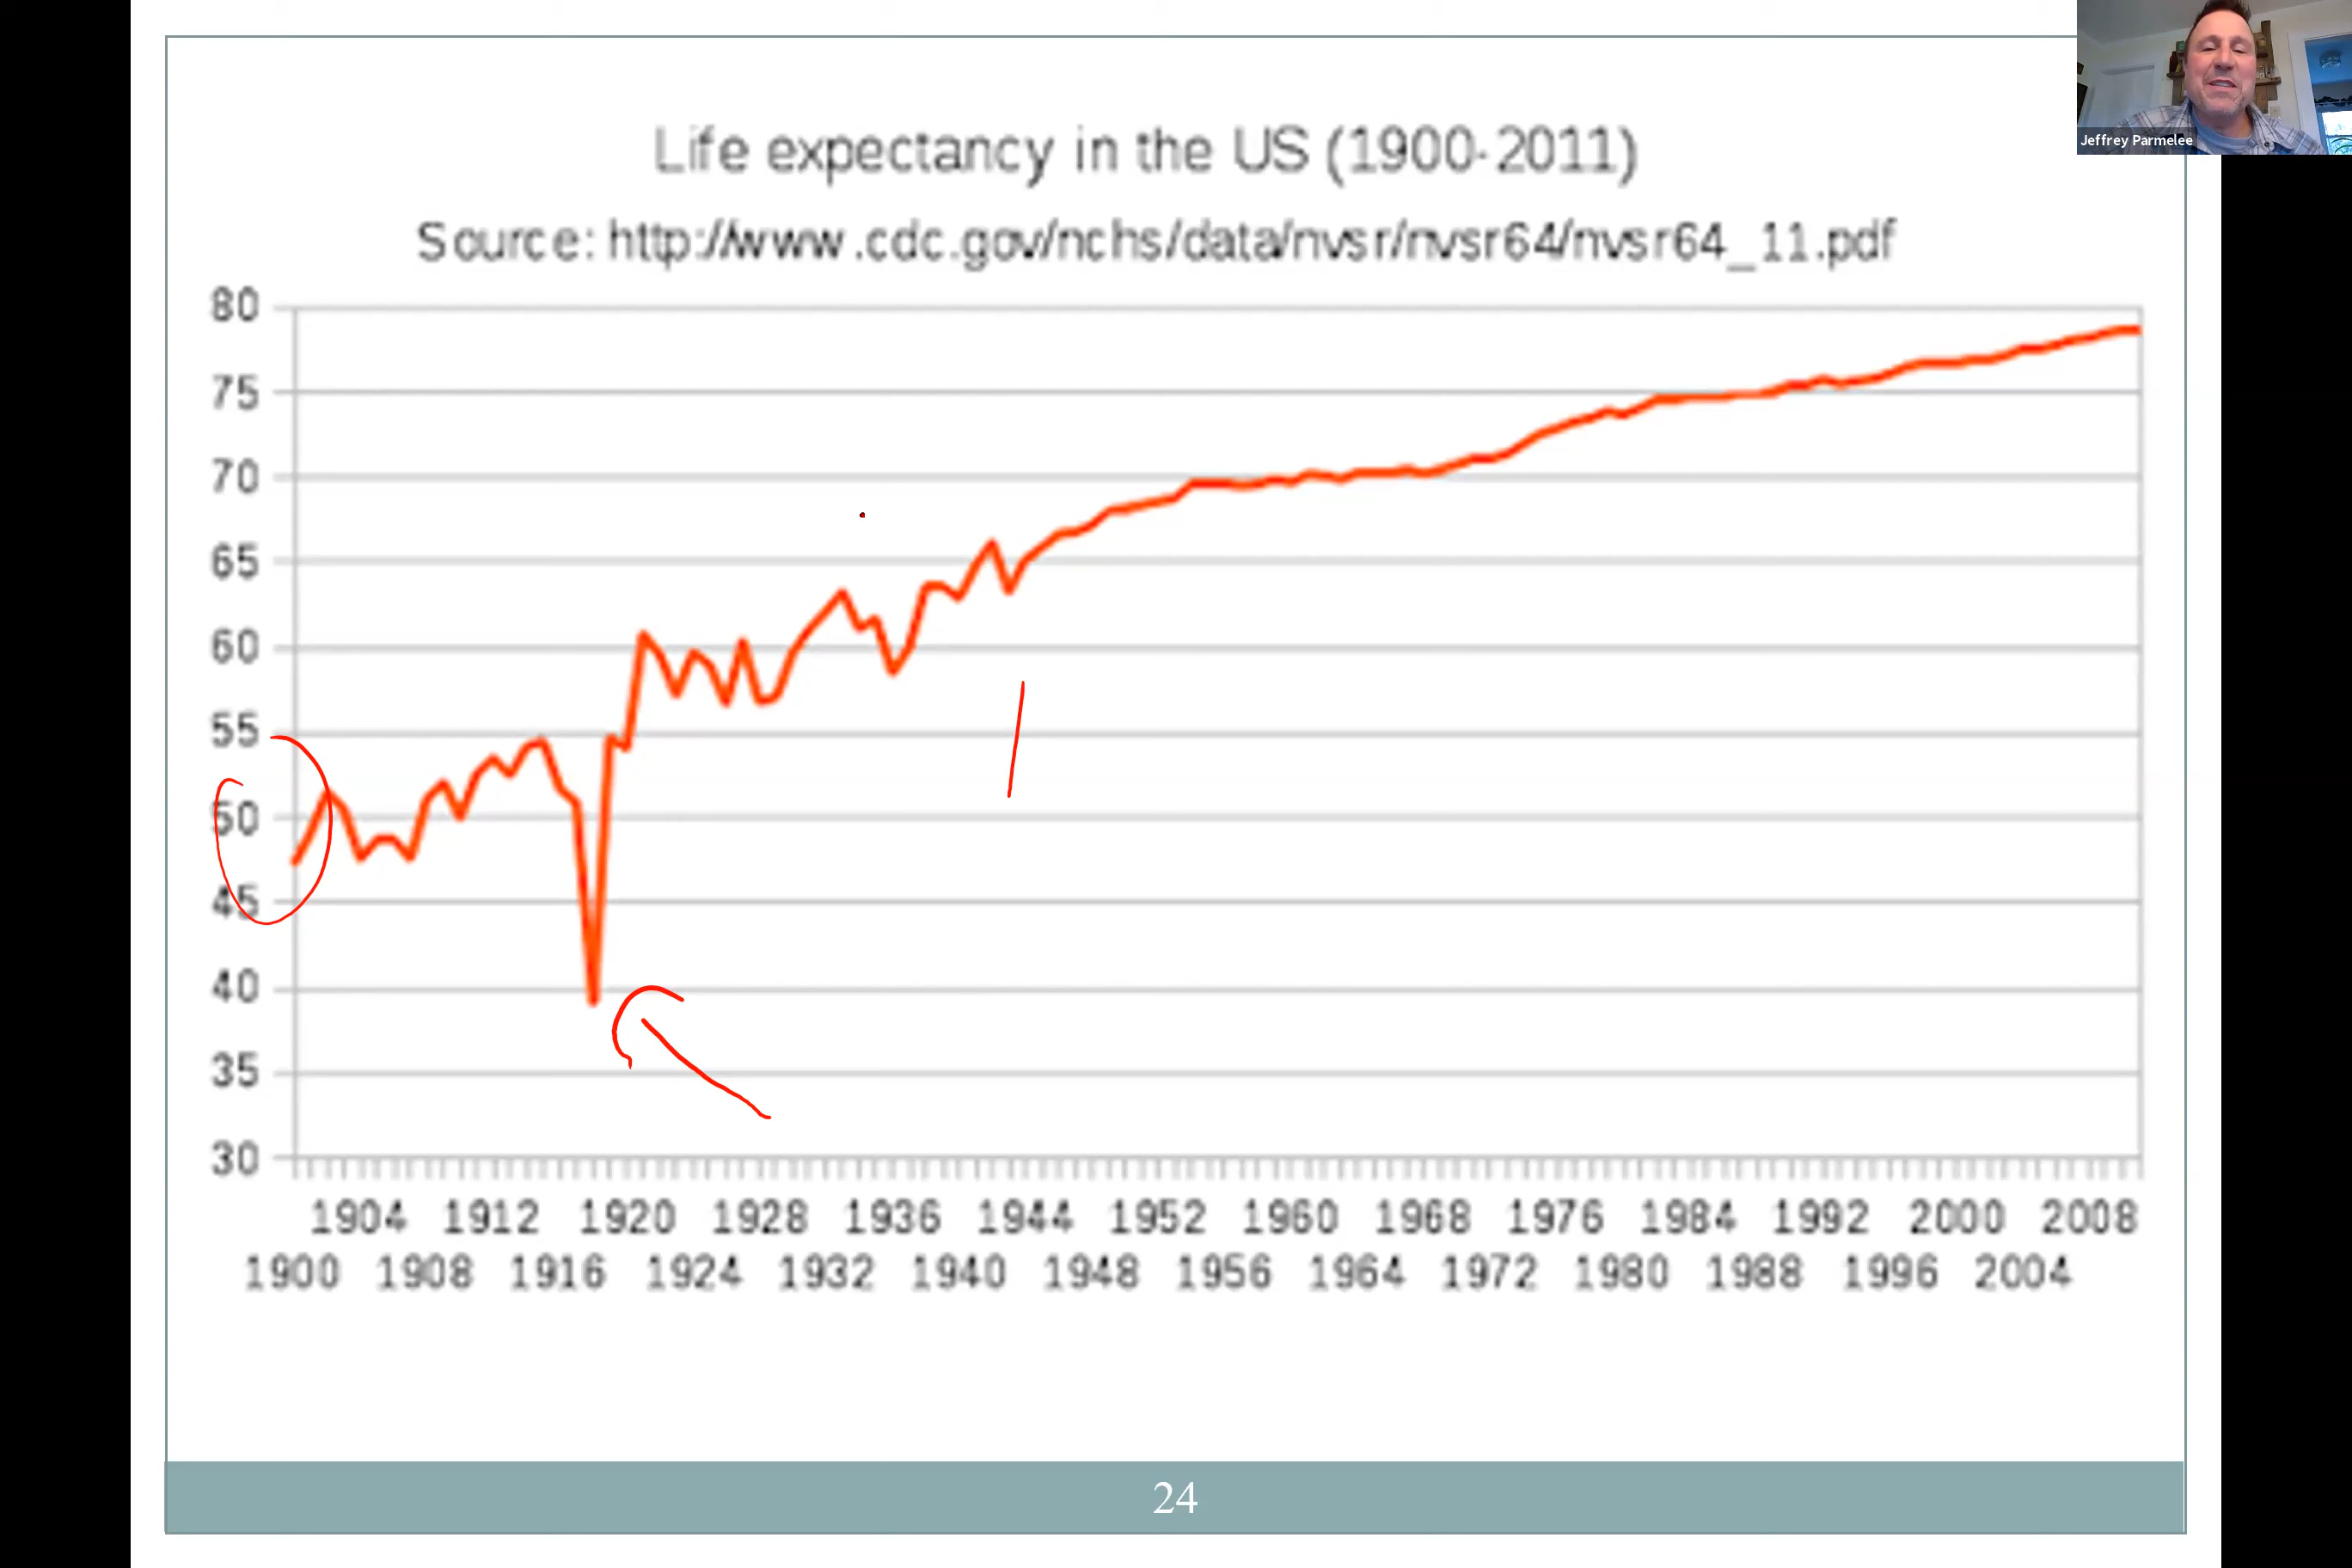 Jeffrey Parmelee
Life expectancy in the US (1900-2011)
Source: http://www.cdc.gov/nchs/data/nvsr/nvsr64/nvsr64_11.pdf
80
75
70
65
60
55
50
45
40
35
30
1904 1912 1920 1928 1936 1944 1952 1960 1968 1976 1984 1992 2000 2008
1900 1908 1916 1924 1932 1940 1948 1956 1964 1972 1980 1988 1996 2004
24